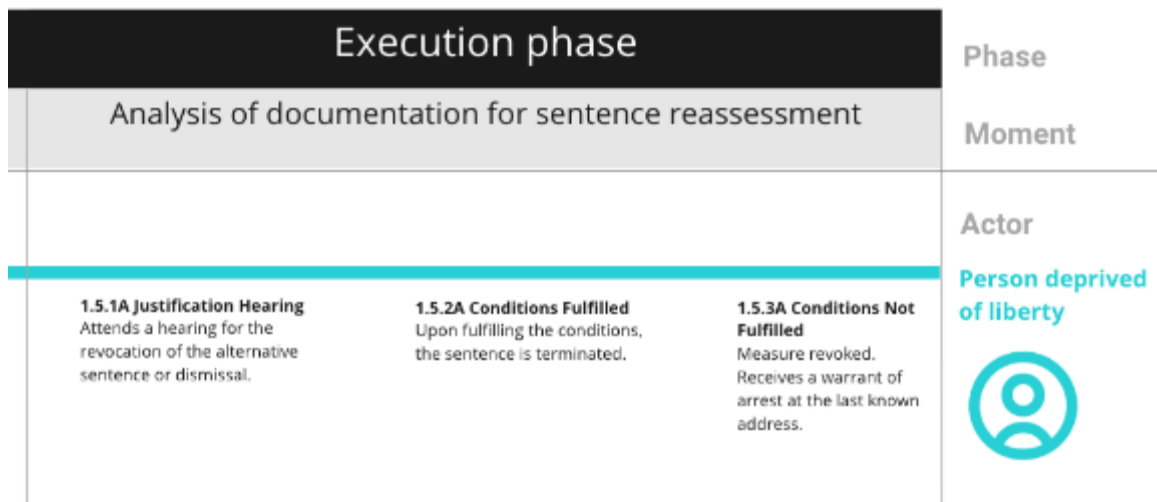 Execution phase
Phase
Analysis of documentation for sentence reassessment
Moment
Actor
Person deprived
of liberty
1.5.1A Justification Hearing
Attends a hearing for the
revocation of the alternative
sentence or dismissal.
1.5.2A Conditions Fulfilled
Upon fulfilling the conditions,
the sentence is terminated.
1.5.3A Conditions Not
Fulfilled
Measure revoked.
Receives a warrant of
arrest at the last known
address.